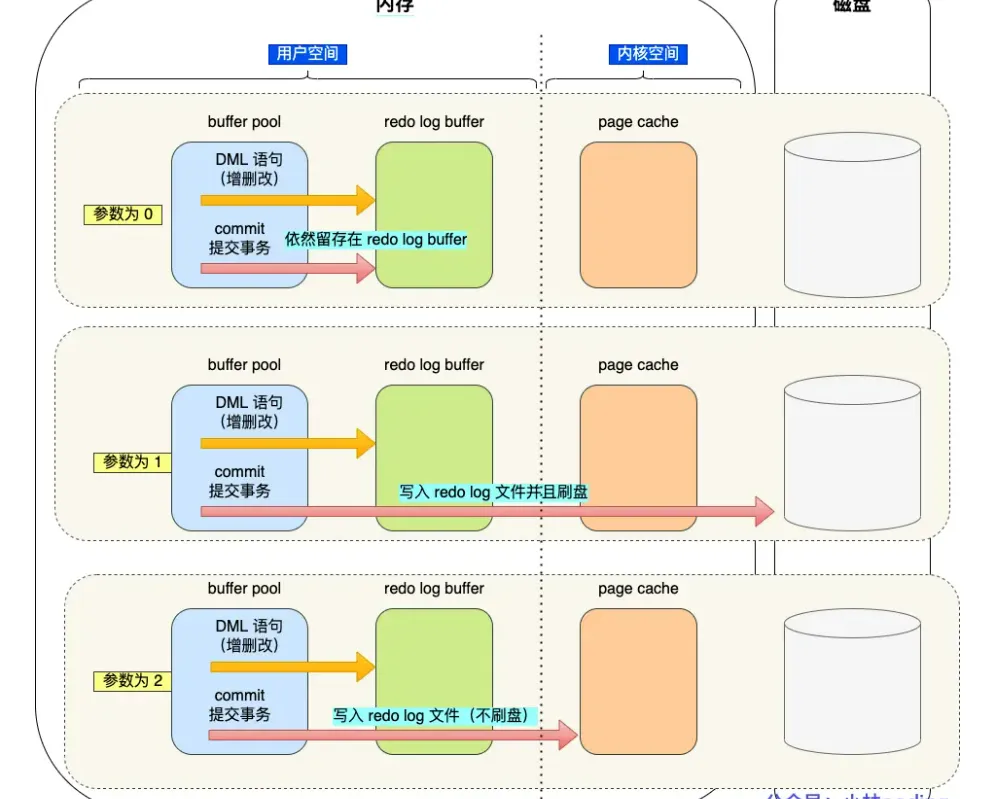 内存
磁盘
用户空间
内核空间
buffer pool
redo log buffer
page cache
DML 语句
（增删改）
参数为 0
commit
提交事务
依然留存在 redo log buffer
buffer pool
redo log buffer
page cache
DML 语句
（增删改）
参数为 1
commit
提交事务
写入 redo log 文件并且刷盘
buffer pool
redo log buffer
page cache
DML 语句
（增删改）
参数为 2
commit
提交事务
写入 redo log 文件（不刷盘）